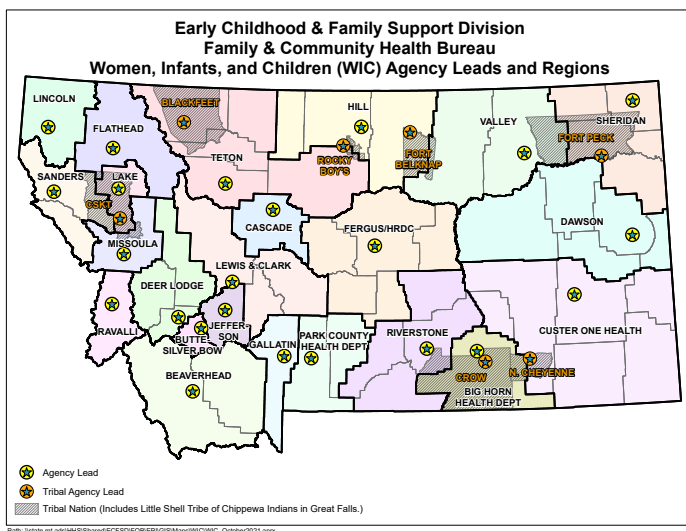 Early Childhood & Family Support Division
Family & Community Health Bureau
Women, Infants, and Children (WIC) Agency Leads and Regions
LINCOLN
FLATHEAD
BLACKFEET
HILL
VALLEY
SHERIDAN
FORT PECK
TETON
ROCKY
BOY'S
FORT
BELKNAP
SANDERS
LAKE
CSKT
MISSOULA
CASCADE
FERGUS/HRDC
DAWSON
LEWIS & CLARK
DEER LODGE
RAVALLI
BUTTE-
SILVER BOW
JEFFER-
SON
GALLATIN
PARK COUNTY
HEALTH DEPT
RIVERSTONE
CUSTER ONE HEALTH
BEAVERHEAD
CROW
N. CHEYENNE
BIG HORN
HEALTH DEPT
Agency Lead
Tribal Agency Lead
Tribal Nation (Includes Little Shell Tribe of Chippewa Indians in Great Falls.)